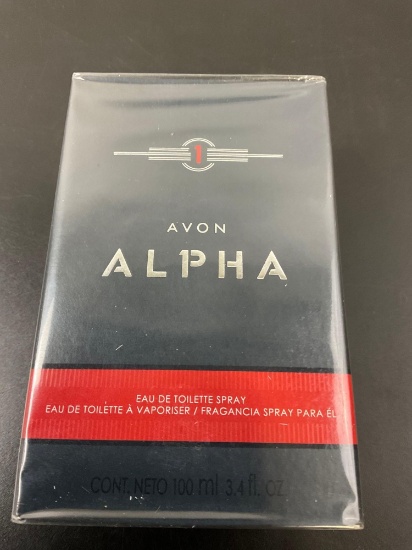 AVON
ALPHA
EAU DE TOILETTE SPRAY
EAU DE TOILETTE À VAPORISER / FRAGANCIA SPRAY PARA ÉL
CONT. NETO 100 ml 3.4 fl. oz.